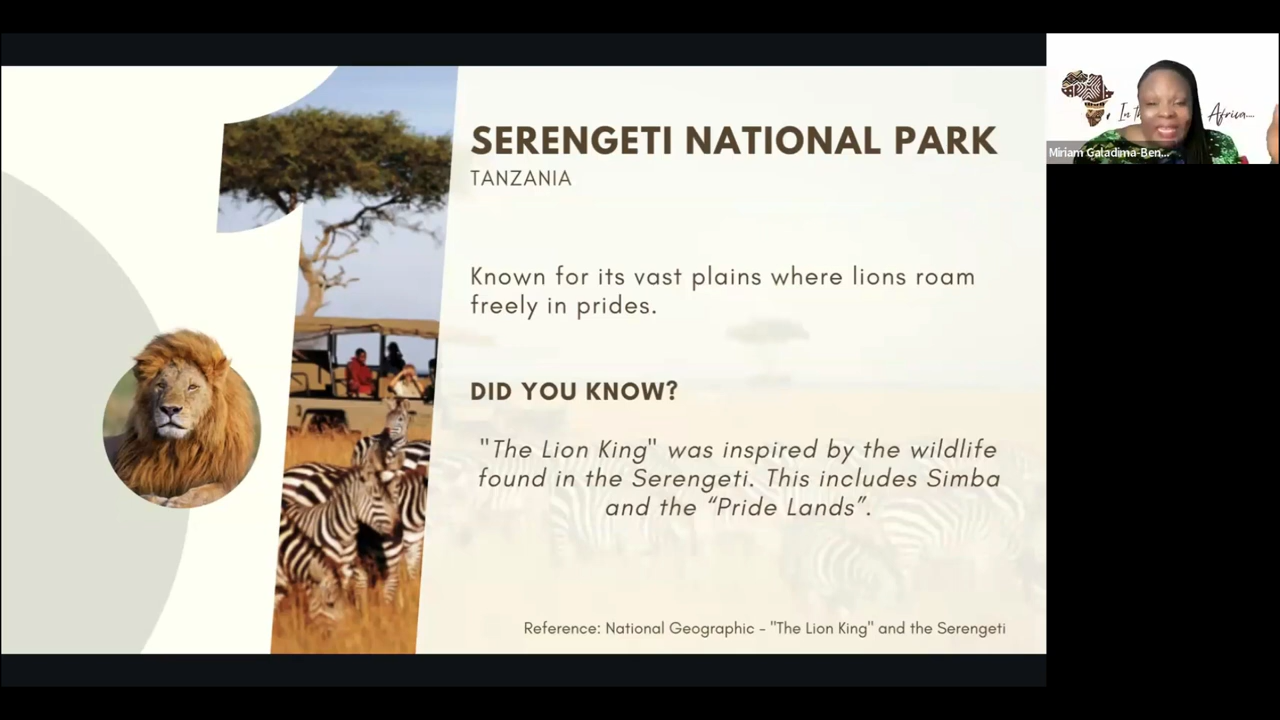 SERENGETI NATIONAL PARK
TANZANIA
Known for its vast plains where lions roam
freely in prides.
DID YOU KNOW?
"The Lion King" was inspired by the wildlife
found in the Serengeti. This includes Simba
and the “Pride Lands”.
Reference: National Geographic - "The Lion King" and the Serengeti
In Africa....
Miriam Galadima-Ben...